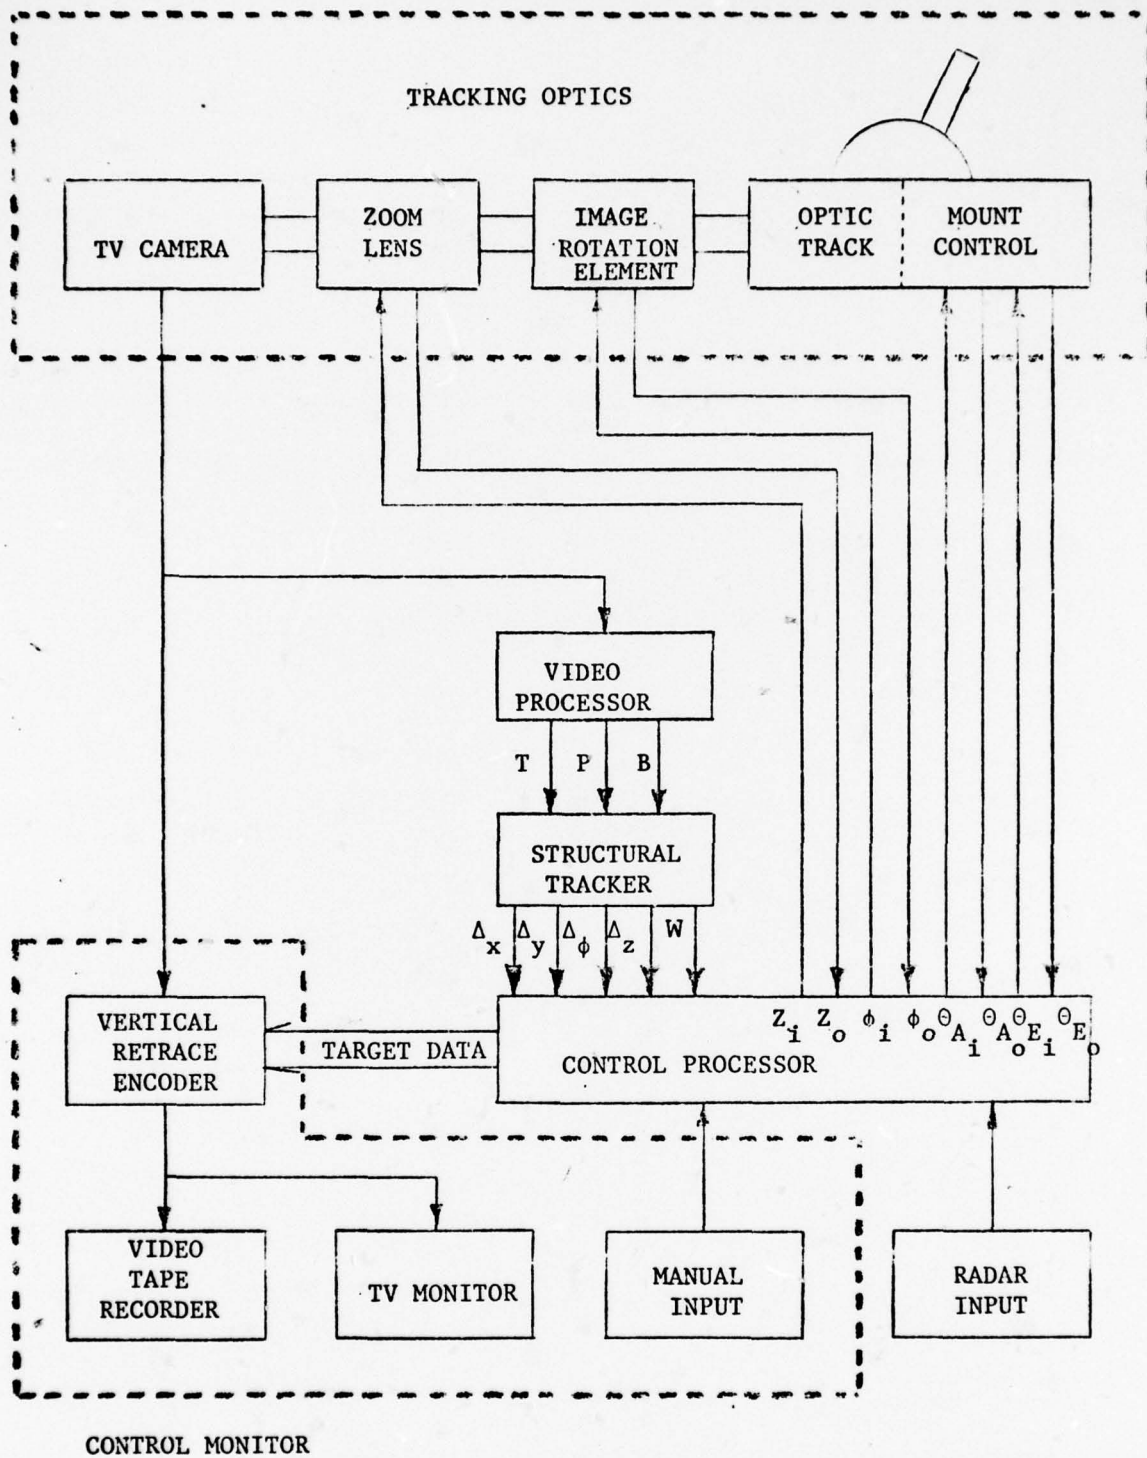 TRACKING OPTICS
TV CAMERA
ZOOM
LENS
IMAGE
ROTATION
ELEMENT
OPTIC
TRACK
MOUNT
CONTROL
VIDEO
PROCESSOR
T P B
STRUCTURAL
TRACKER
Δx Δy Δϕ Δz W
VERTICAL
RETRACE
ENCODER
TARGET DATA
Zi Zo ϕi ϕo ΘAi ΘAo ΘEi ΘEo
CONTROL PROCESSOR
VIDEO
TAPE
RECORDER
TV MONITOR
MANUAL
INPUT
RADAR
INPUT
CONTROL MONITOR